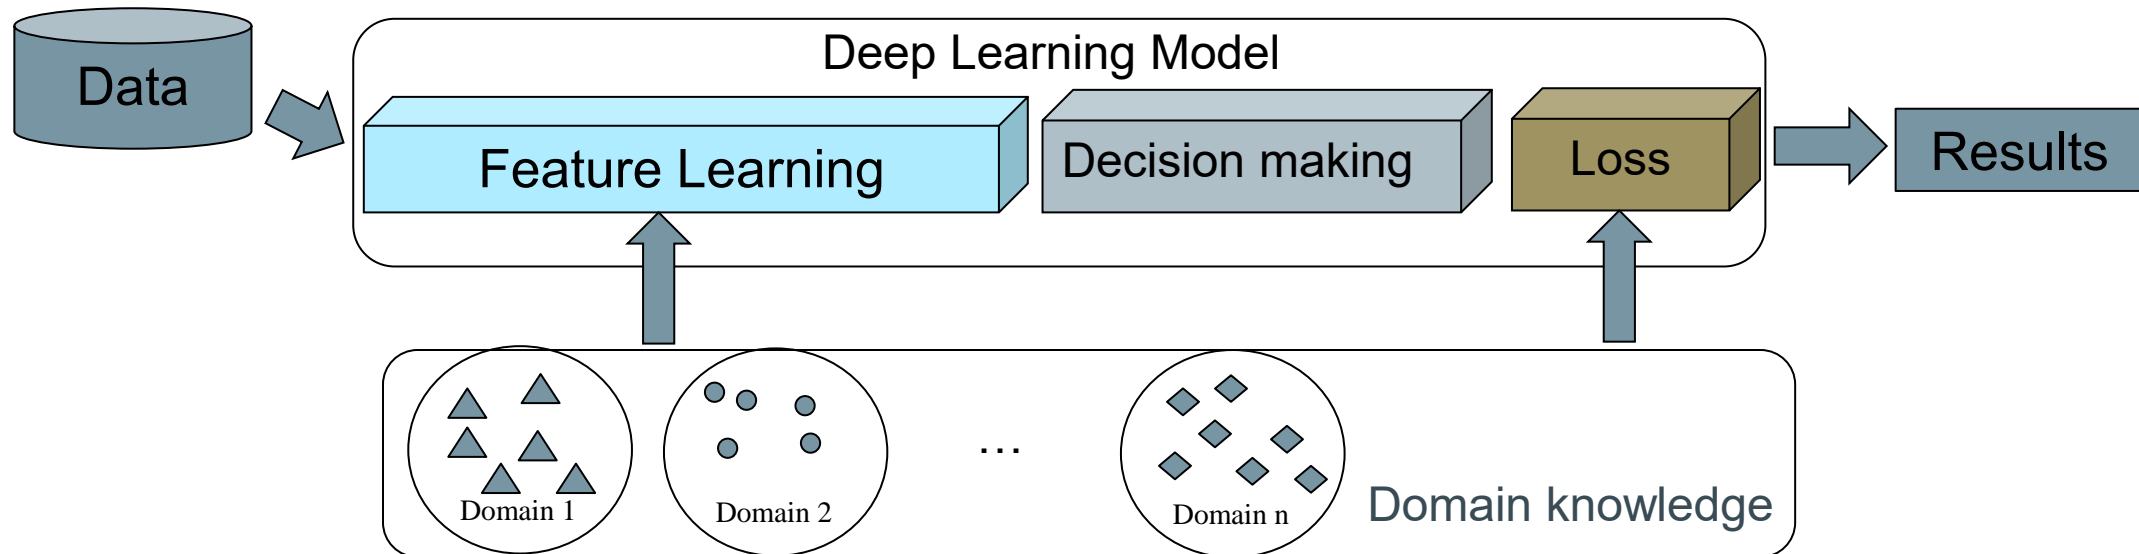 Data
Deep Learning Model
Feature Learning
Decision making
Loss
Results
Domain 1
Domain 2
...
Domain n
Domain knowledge